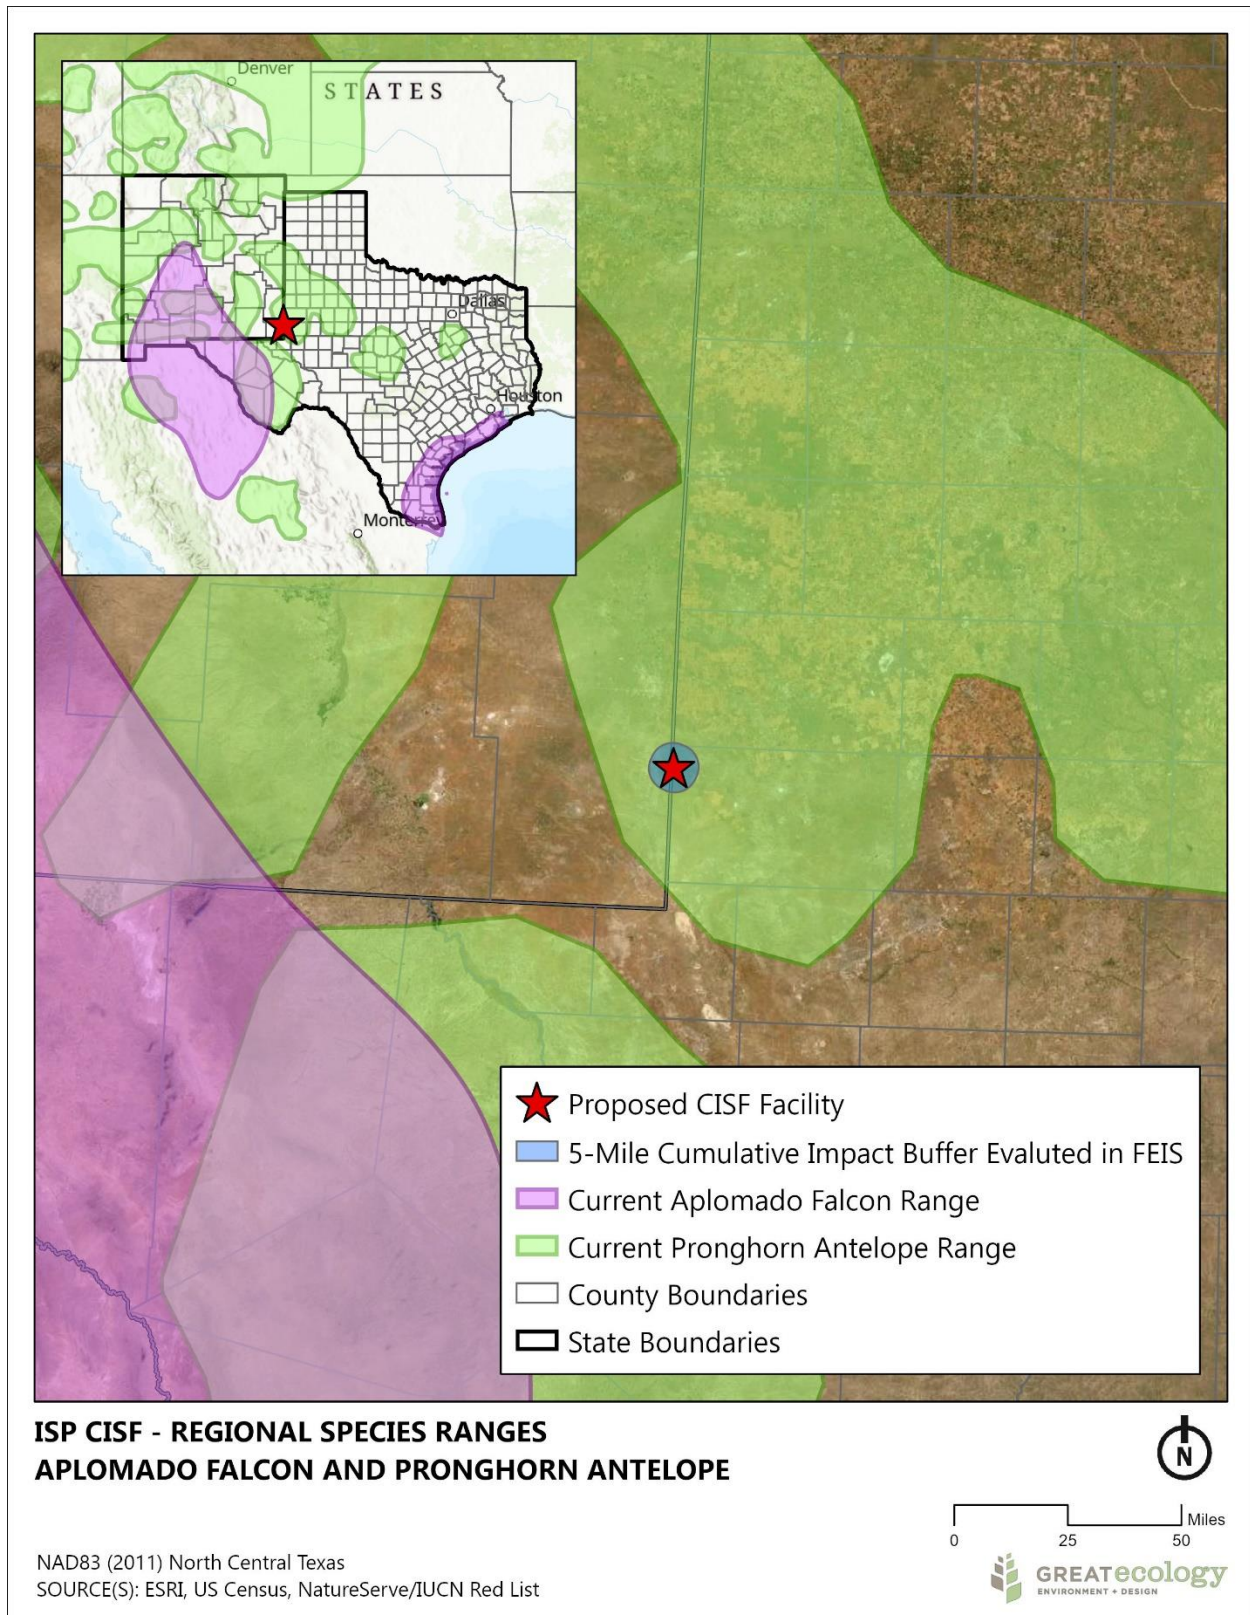 Denver
STATES
Dallas
Houston
Monterrey
Proposed CISF Facility
5-Mile Cumulative Impact Buffer Evaluted in FEIS
Current Aplomado Falcon Range
Current Pronghorn Antelope Range
County Boundaries
State Boundaries
ISP CISF - REGIONAL SPECIES RANGES
APLOMADO FALCON AND PRONGHORN ANTELOPE
N
Miles
0 25 50
NAD83 (2011) North Central Texas
SOURCE(S): ESRI, US Census, NatureServe/IUCN Red List
GREATecology
ENVIRONMENT + DESIGN